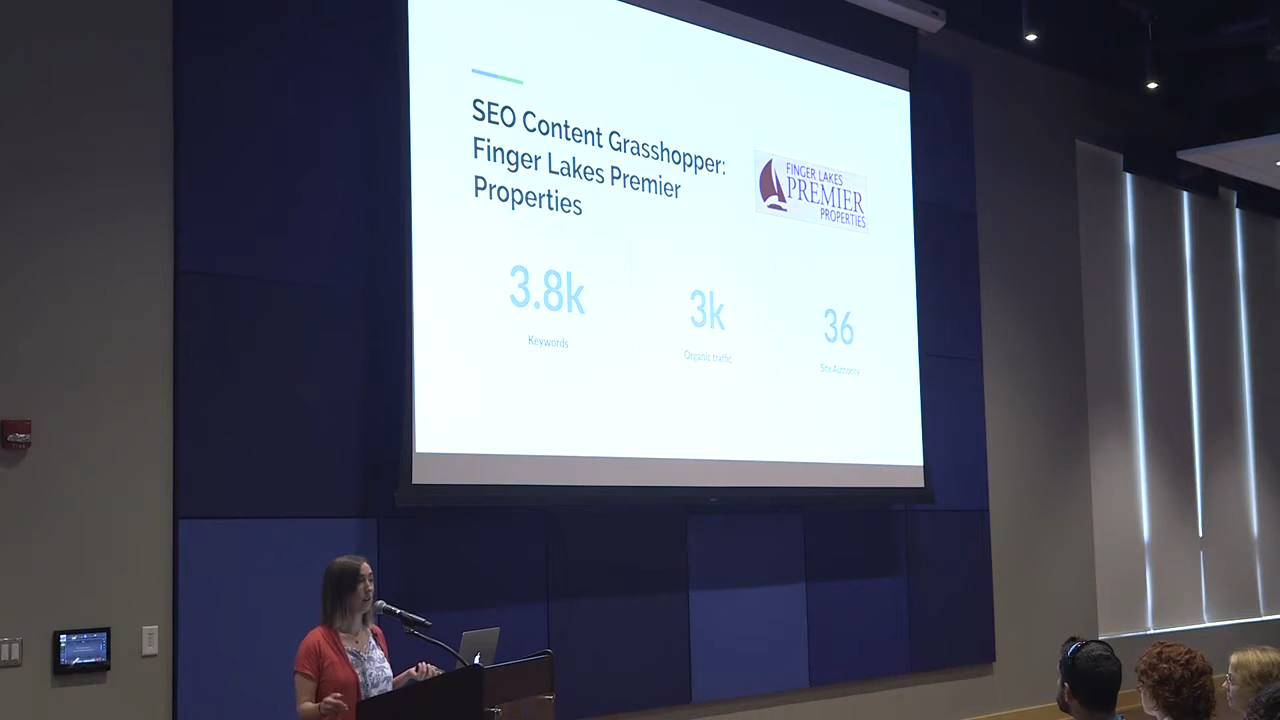 SEO Content Grasshopper:
Finger Lakes Premier
Properties
FINGER LAKES
PREMIER
PROPERTIES
3.8k
Keywords
3k
Organic traffic
36
Site Authority